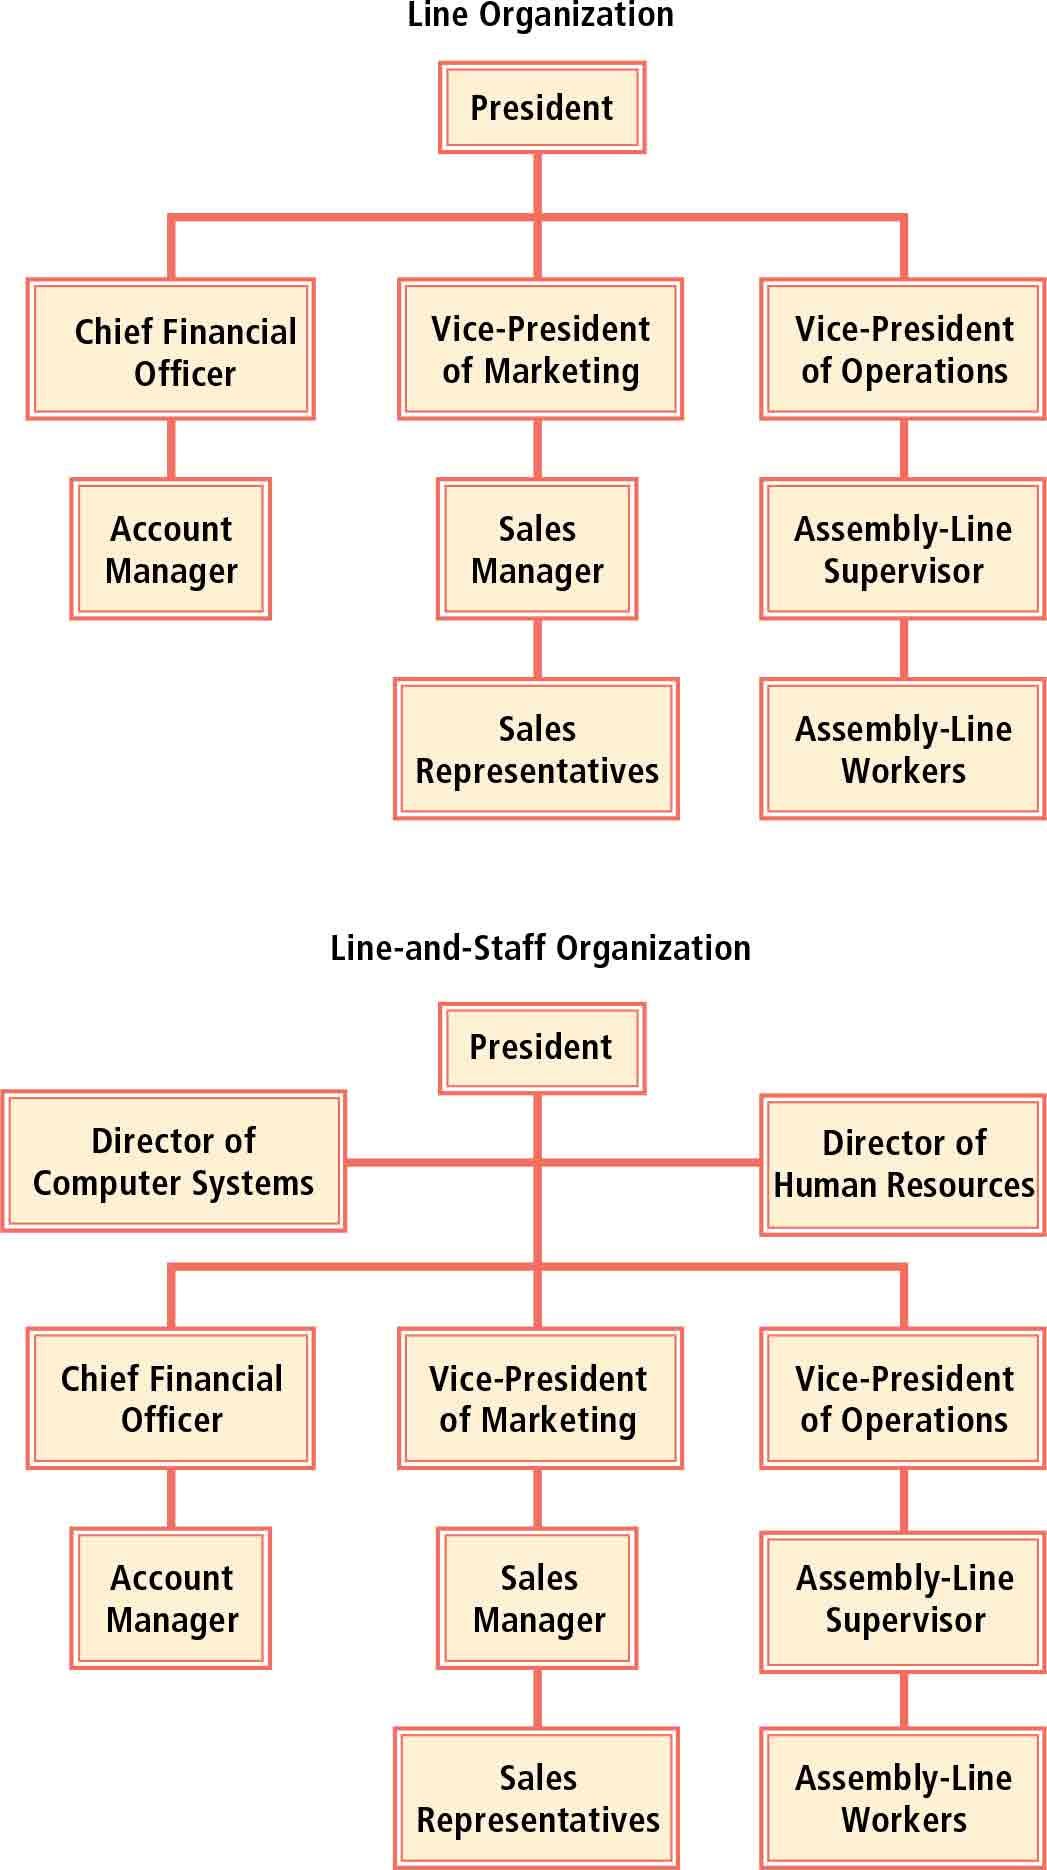 Line Organization
President
Chief Financial
Officer
Vice-President
of Marketing
Vice-President
of Operations
Account
Manager
Sales
Manager
Assembly-Line
Supervisor
Sales
Representatives
Assembly-Line
Workers
Line-and-Staff Organization
President
Director of
Computer Systems
Director of
Human Resources
Chief Financial
Officer
Vice-President
of Marketing
Vice-President
of Operations
Account
Manager
Sales
Manager
Assembly-Line
Supervisor
Sales
Representatives
Assembly-Line
Workers